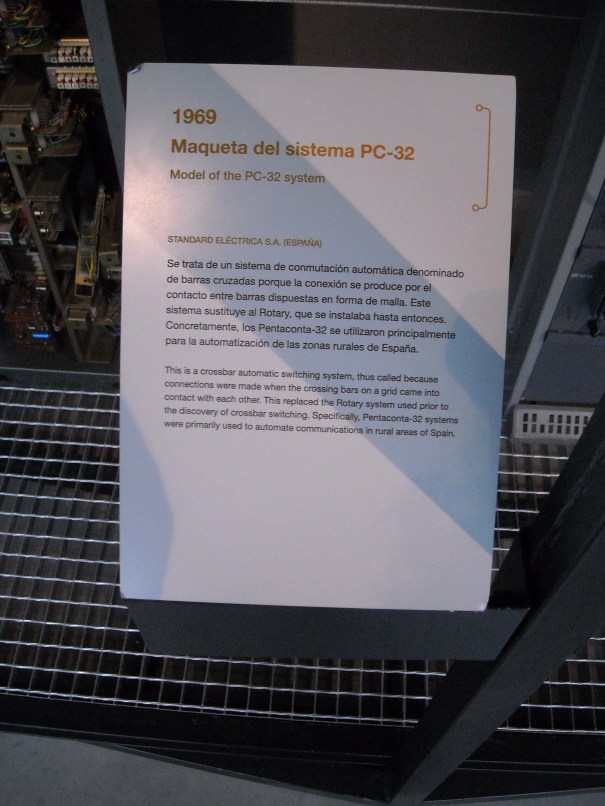 1969
Maqueta del sistema PC-32
Model of the PC-32 system
STANDARD ELÉCTRICA S.A. (ESPAÑA)
Se trata de un sistema de conmutación automática denominado
de barras cruzadas porque la conexión se produce por el
contacto entre barras dispuestas en forma de malla. Este
sistema sustituye al Rotary, que se instalaba hasta entonces.
Concretamente, los Pentaconta-32 se utilizaron principalmente
para la automatización de las zonas rurales de España.
This is a crossbar automatic switching system, thus called because
connections were made when the crossing bars on a grid came into
contact with each other. This replaced the Rotary system used prior to
the discovery of crossbar switching. Specifically, Pentaconta-32 systems
were primarily used to automate communications in rural areas of Spain.